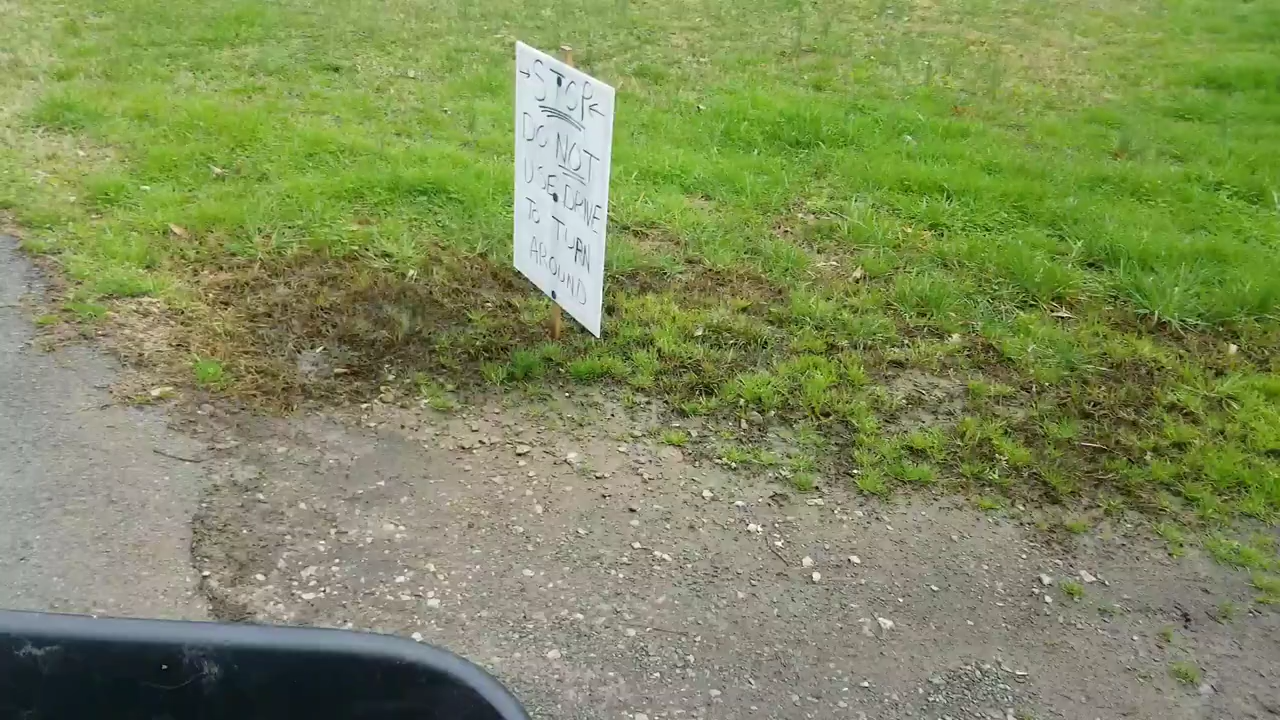 →STOP←
DO NOT
USE DRIVE
TO TURN
AROUND